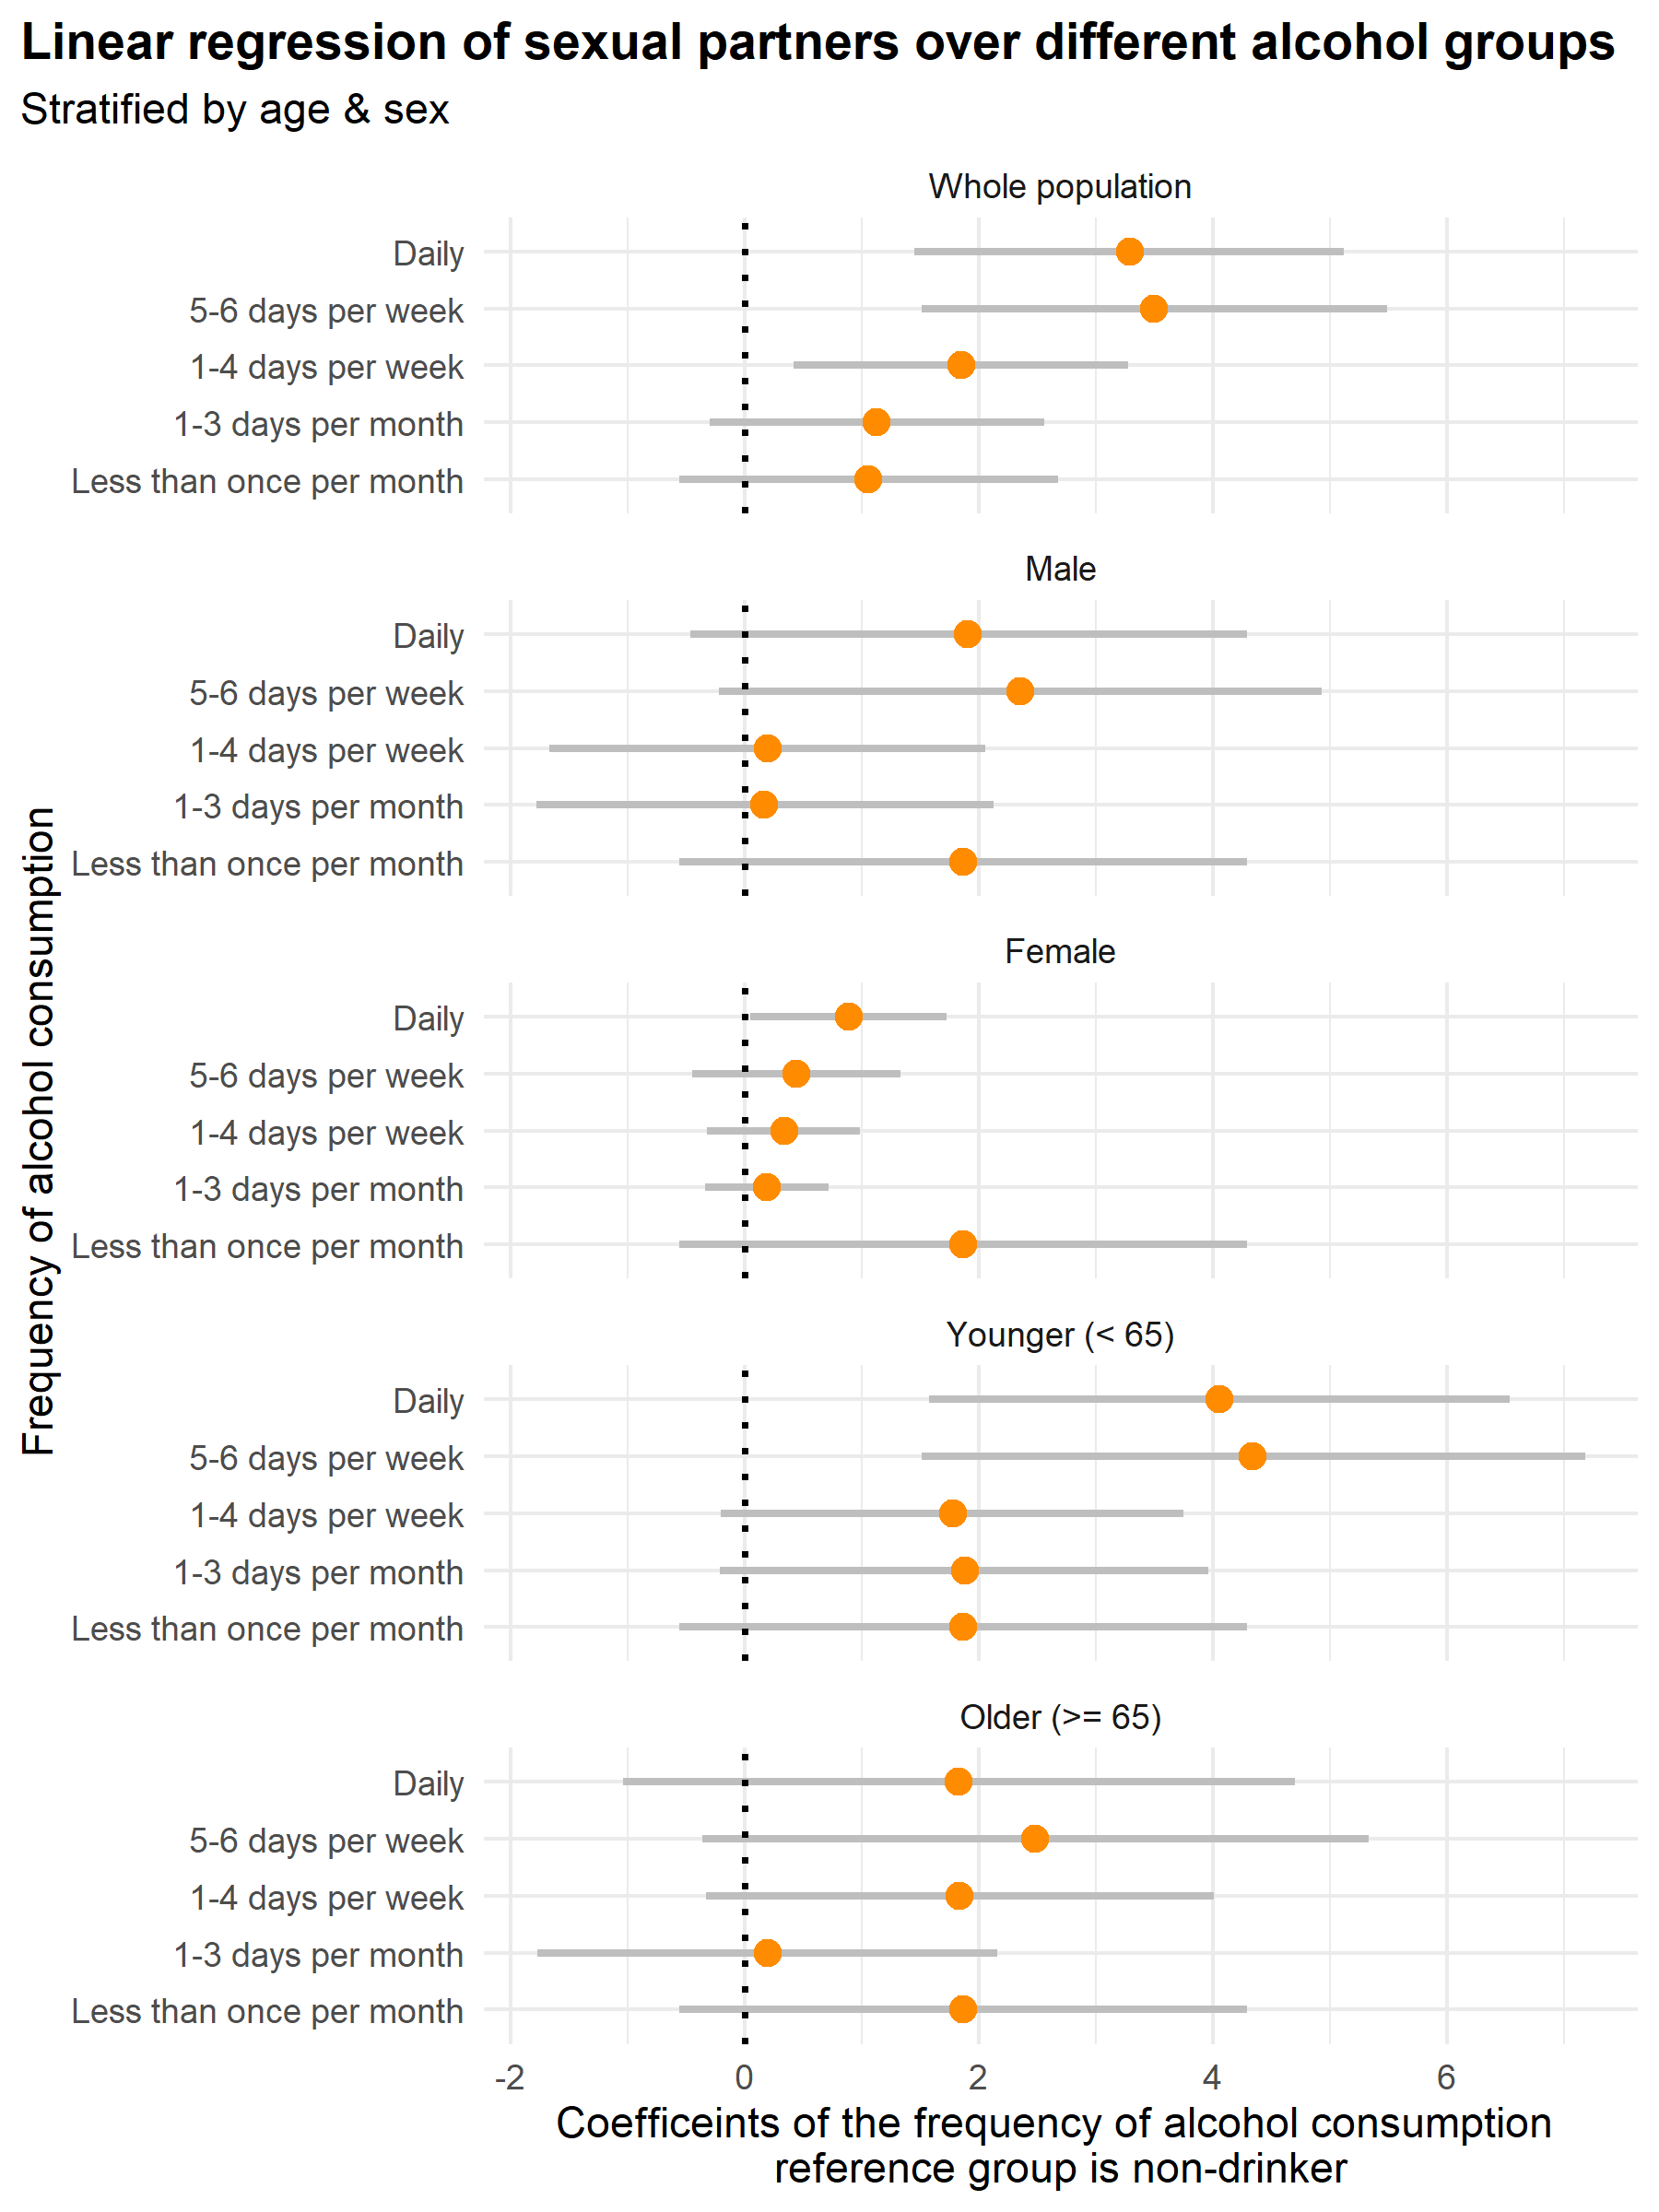 Linear regression of sexual partners over different alcohol groups
Stratified by age & sex
Whole population
Daily
5-6 days per week
1-4 days per week
1-3 days per month
Less than once per month
Male
Daily
5-6 days per week
1-4 days per week
1-3 days per month
Less than once per month
Female
Daily
5-6 days per week
1-4 days per week
1-3 days per month
Less than once per month
Younger (< 65)
Daily
5-6 days per week
1-4 days per week
1-3 days per month
Less than once per month
Older (>= 65)
Daily
5-6 days per week
1-4 days per week
1-3 days per month
Less than once per month
Frequency of alcohol consumption
-2 0 2 4 6
Coefficeints of the frequency of alcohol consumption
reference group is non-drinker